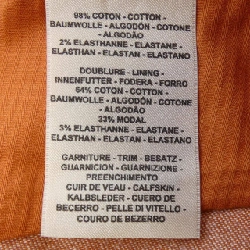 98% COTON - COTTON -
BAUMWOLLE - ALGODÓN - COTONE
- ALGODÃO
2% ELASTHANNE - ELASTANE -
ELASTHAN - ELASTAN - ELASTANO
DOUBLURE - LINING -
INNENFUTTER - FODERA - FORRO
64% COTON - COTTON -
BAUMWOLLE - ALGODÓN - COTONE
- ALGODÃO
33% MODAL
3% ELASTHANNE - ELASTANE -
ELASTHAN - ELASTAN - ELASTANO
GARNITURE - TRIM - BESATZ -
GUARNICION - GUARNIZIONE -
PREENCHIMENTO
CUIR DE VEAU - CALFSKIN -
KALBSLEDER - CUERO DE
BECERRO - PELLE DI VITELLO -
COURO DE BEZERRO